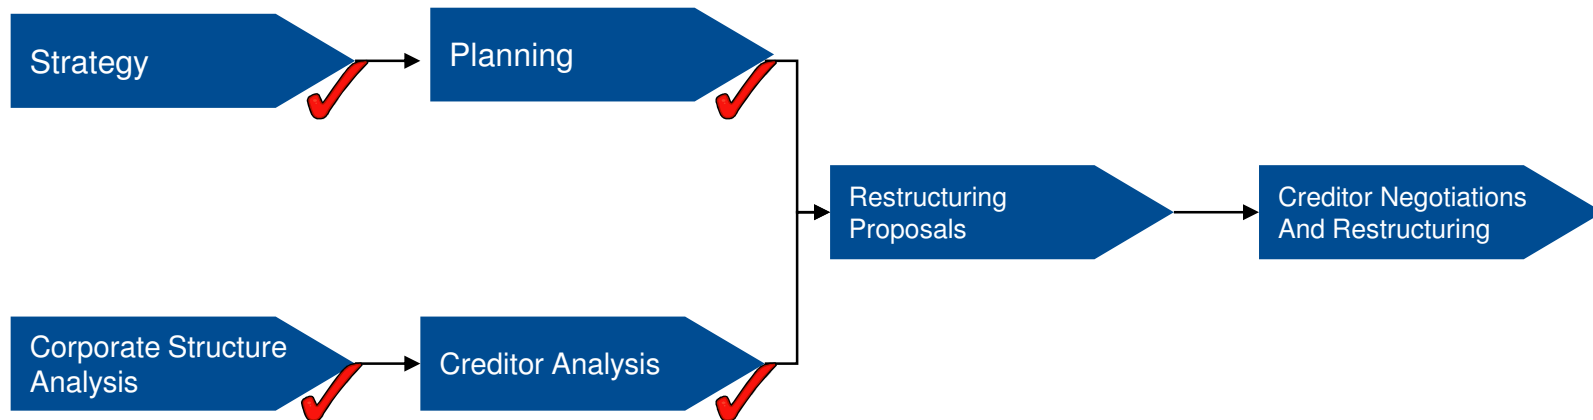 Strategy
Planning
Restructuring
Proposals
Creditor Negotiations
And Restructuring
Corporate Structure
Analysis
Creditor Analysis